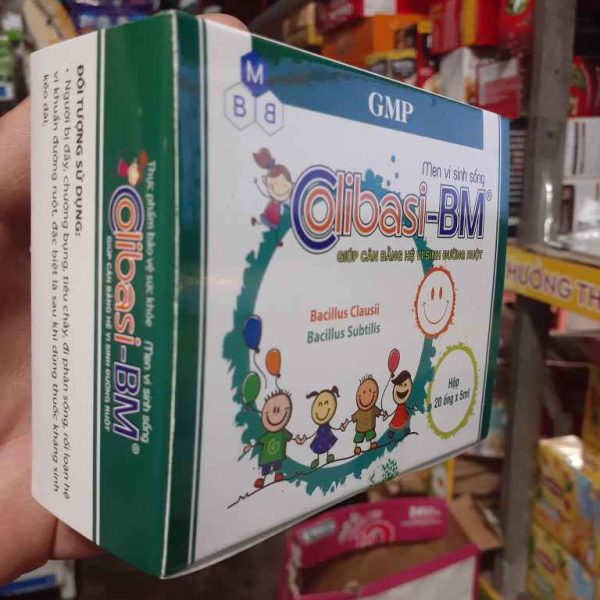 GMP
M
B
B
Men vi sinh sống
Colibasi-BM®
GIÚP CÂN BẰNG HỆ VI SINH ĐƯỜNG RUỘT
Bacillus Clausii
Bacillus Subtilis
Hộp
20 ống x 5ml
Thực phẩm bảo vệ sức khỏe (Men vi sinh sống)
Colibasi-BM®
GIÚP CÂN BẰNG HỆ VI SINH ĐƯỜNG RUỘT
ĐỐI TƯỢNG SỬ DỤNG:
• Người bị đầy, chướng bụng, tiêu chảy, đi phân sống, rối loạn hệ
vi khuẩn đường ruột, đặc biệt là sau khi dùng thuốc kháng sinh
kéo dài.
HƯỚNG TH